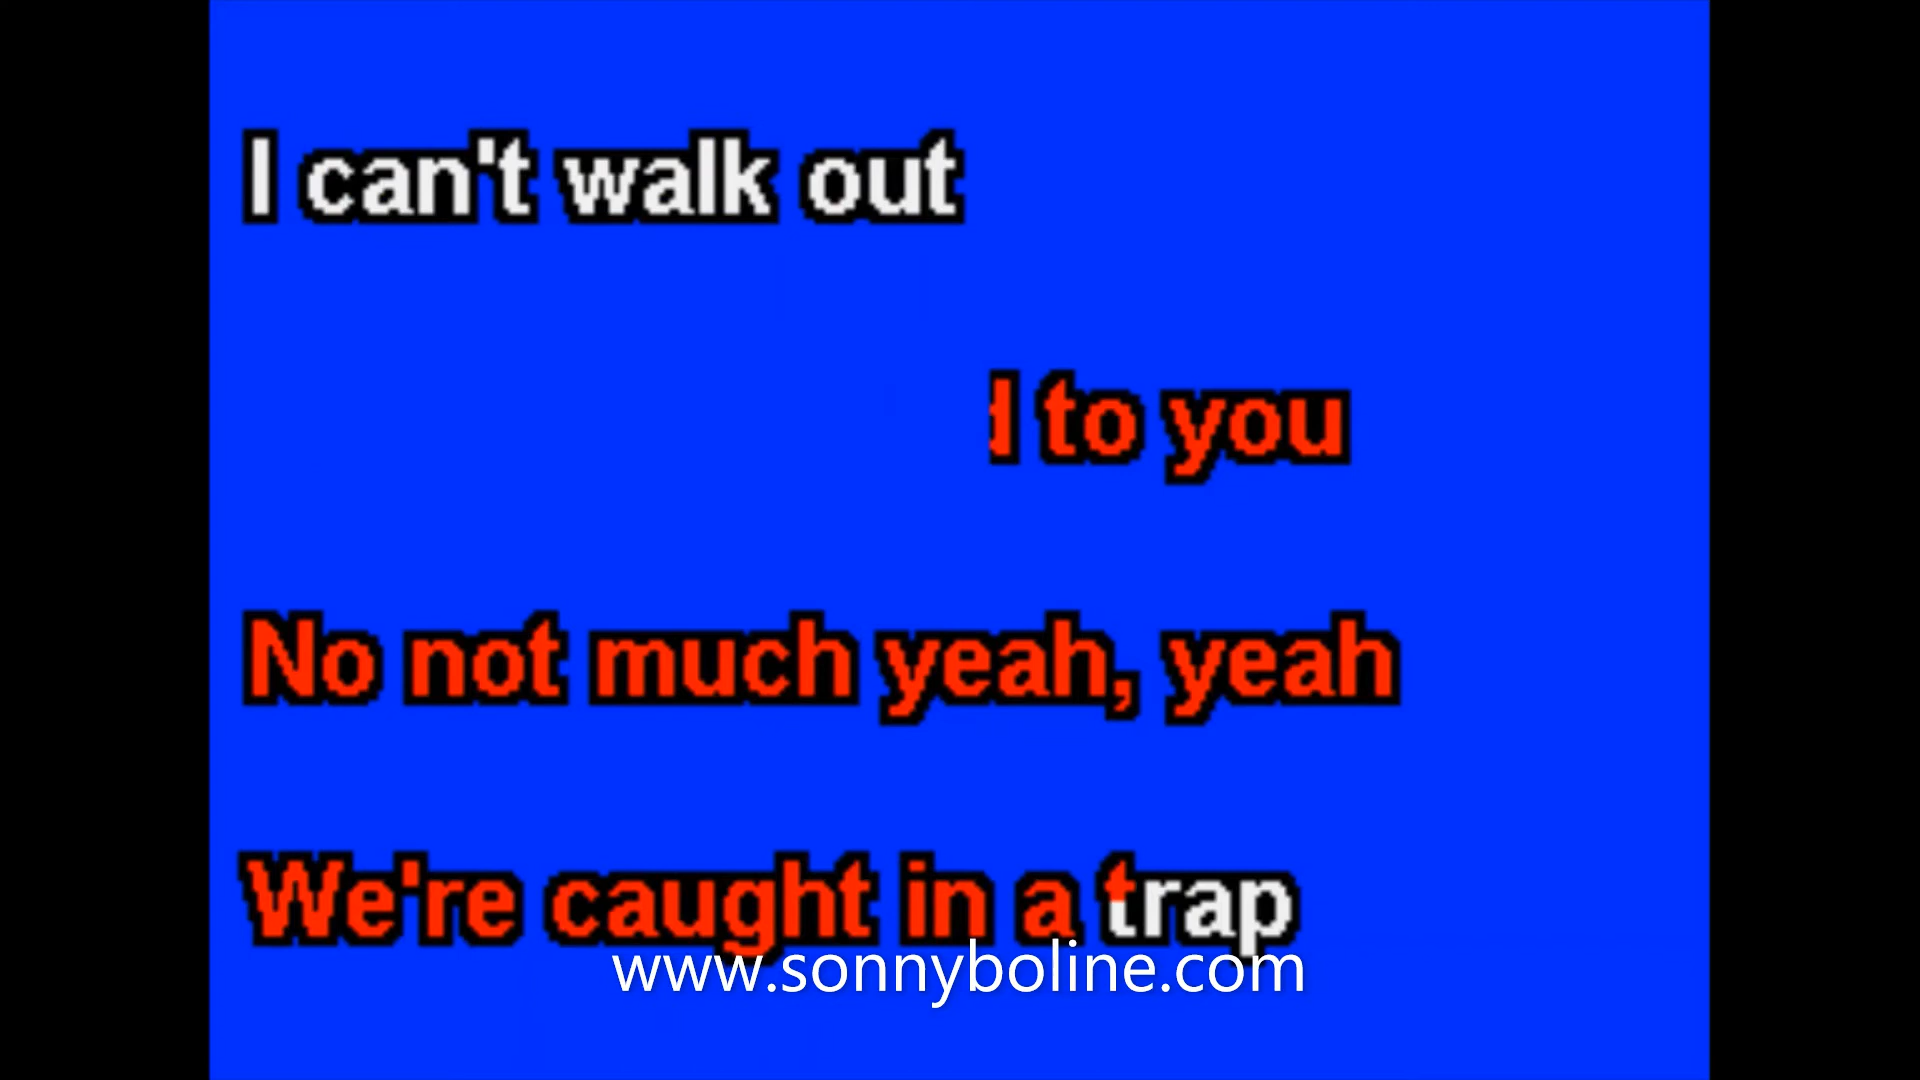 I can't walk out
to you
No not much yeah, yeah
We're caught in a trap
www.sonnyboline.com